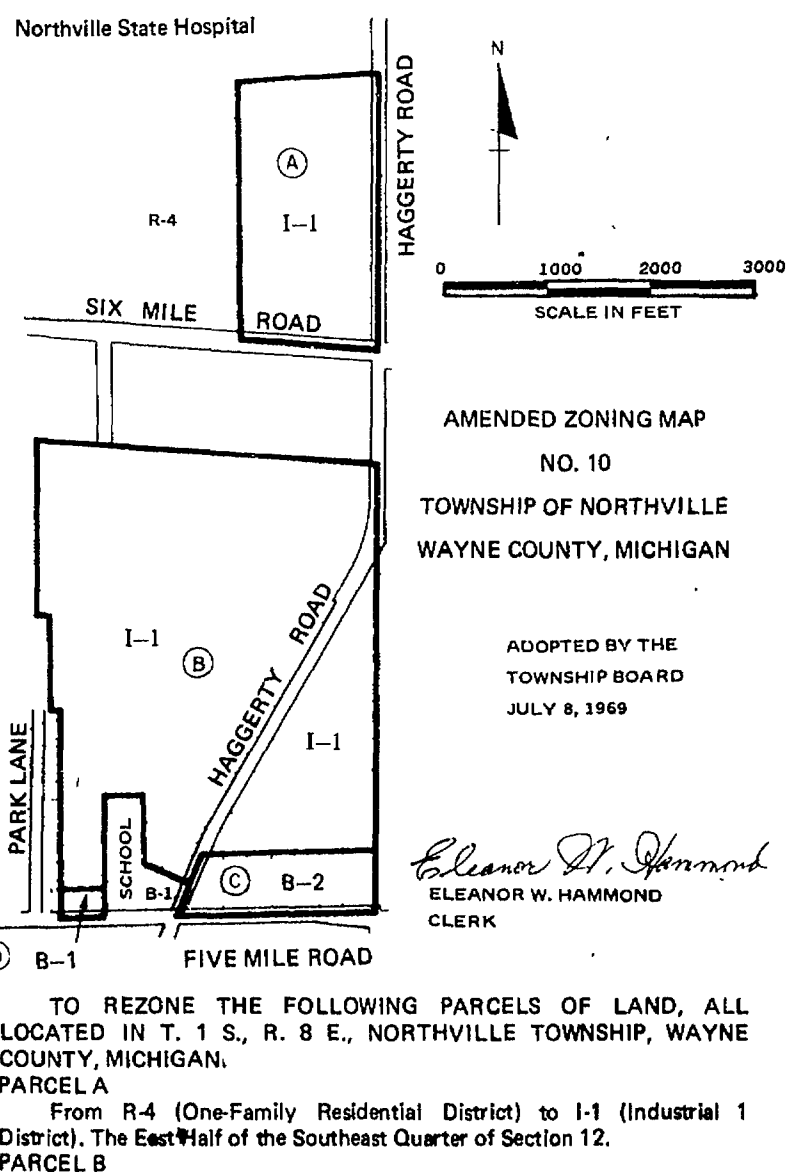 Northville State Hospital
N
HAGGERTY ROAD
A
R-4
I-1
0 1000 2000 3000
SCALE IN FEET
SIX MILE ROAD
AMENDED ZONING MAP
NO. 10
TOWNSHIP OF NORTHVILLE
WAYNE COUNTY, MICHIGAN
I-1
B
HAGGERTY ROAD
ADOPTED BY THE
TOWNSHIP BOARD
JULY 8, 1969
I-1
PARK LANE
SCHOOL
B-1
C
B-2
Eleanor W. Hammond
ELEANOR W. HAMMOND
CLERK
B-1
FIVE MILE ROAD
TO REZONE THE FOLLOWING PARCELS OF LAND, ALL
LOCATED IN T. 1 S., R. 8 E., NORTHVILLE TOWNSHIP, WAYNE
COUNTY, MICHIGAN.
PARCEL A
From R-4 (One-Family Residential District) to I-1 (Industrial 1
District). The East Half of the Southeast Quarter of Section 12.
PARCEL B